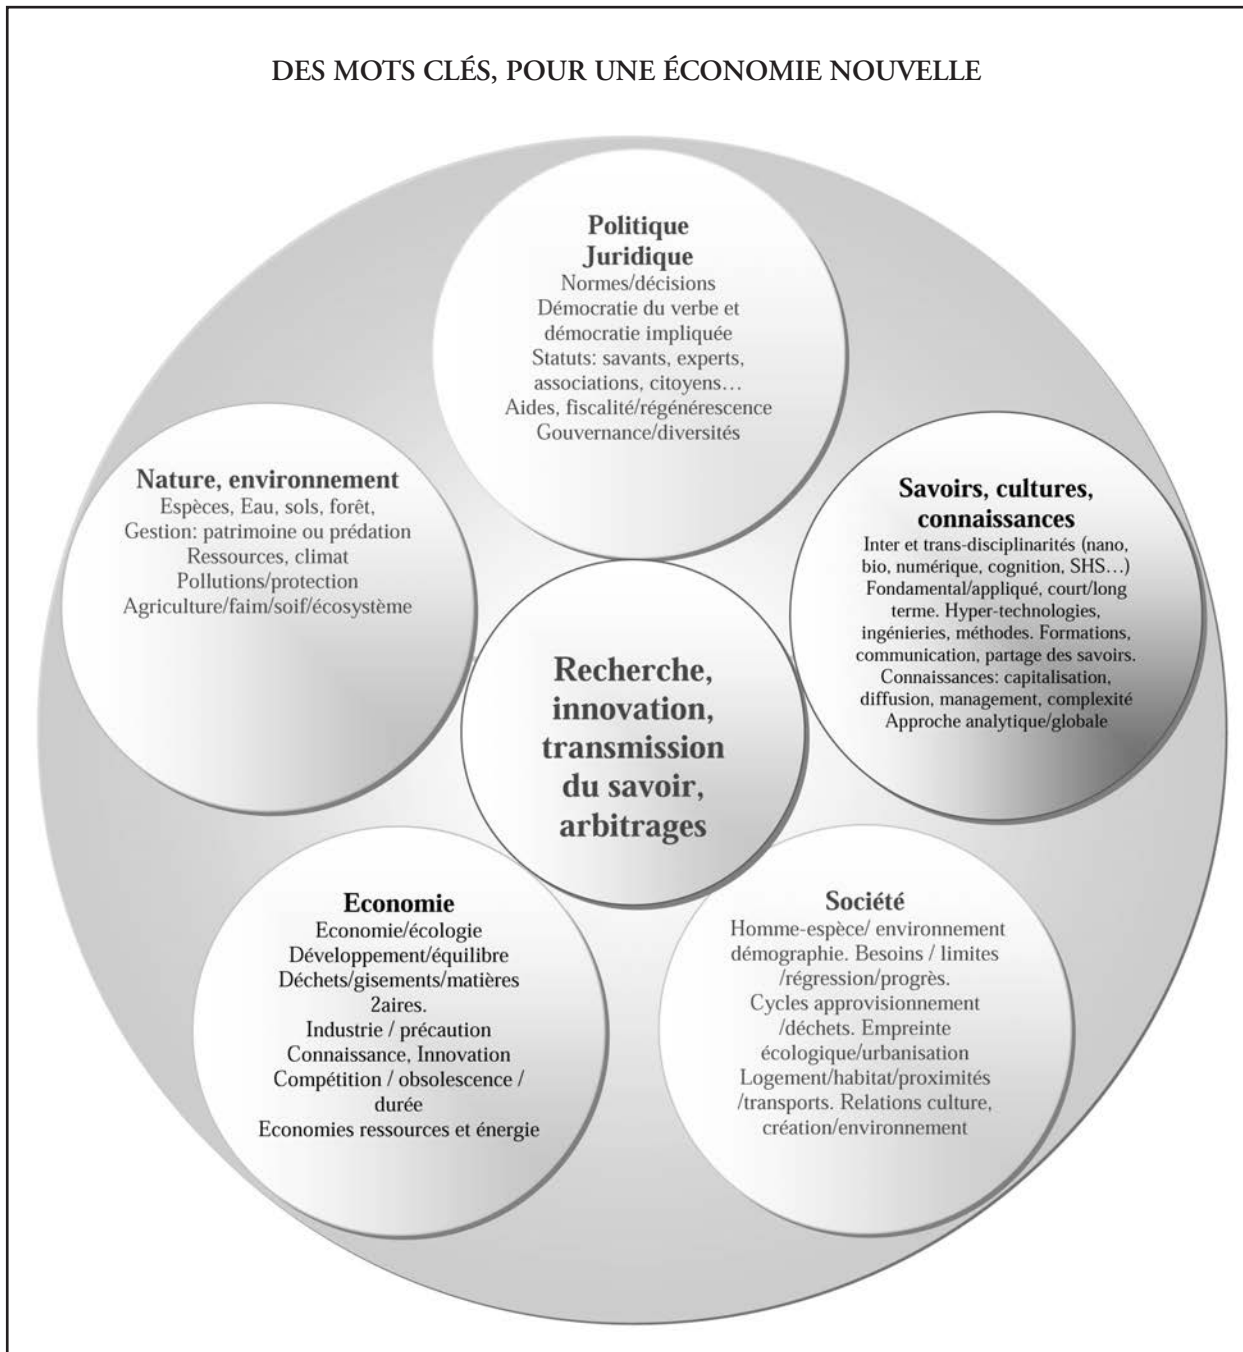 DES MOTS CLÉS, POUR UNE ÉCONOMIE NOUVELLE
Politique
Juridique
Normes/décisions
Démocratie du verbe et
démocratie impliquée
Statuts: savants, experts,
associations, citoyens…
Aides, fiscalité/régénérescence
Gouvernance/diversités
Nature, environnement
Espèces, Eau, sols, forêt,
Gestion: patrimoine ou prédation
Ressources, climat
Pollutions/protection
Agriculture/faim/soif/écosystème
Savoirs, cultures,
connaissances
Inter et trans-disciplinarités (nano,
bio, numérique, cognition, SHS…)
Fondamental/appliqué, court/long
terme. Hyper-technologies,
ingénieries, méthodes. Formations,
communication, partage des savoirs.
Connaissances: capitalisation,
diffusion, management, complexité
Approche analytique/globale
Recherche,
innovation,
transmission
du savoir,
arbitrages
Economie
Economie/écologie
Développement/équilibre
Déchets/gisements/matières
2aires.
Industrie / précaution
Connaissance, Innovation
Compétition / obsolescence /
durée
Economies ressources et énergie
Société
Homme-espèce/ environnement
démographie. Besoins / limites
/régression/progrès.
Cycles approvisionnement
/déchets. Empreinte
écologique/urbanisation
Logement/habitat/proximités
/transports. Relations culture,
création/environnement